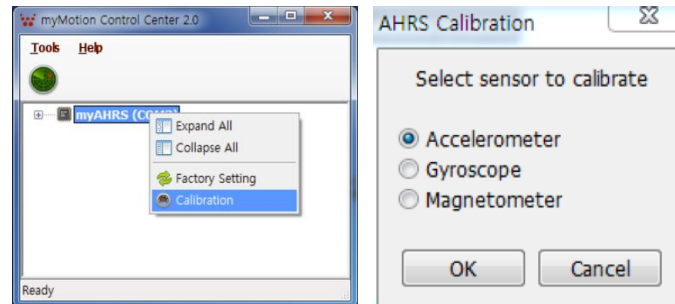 myMotion Control Center 2.0
Tools Help
myAHRS (COM3)
Expand All
Collapse All
Factory Setting
Calibration
Ready
AHRS Calibration
Select sensor to calibrate
Accelerometer
Gyroscope
Magnetometer
OK Cancel